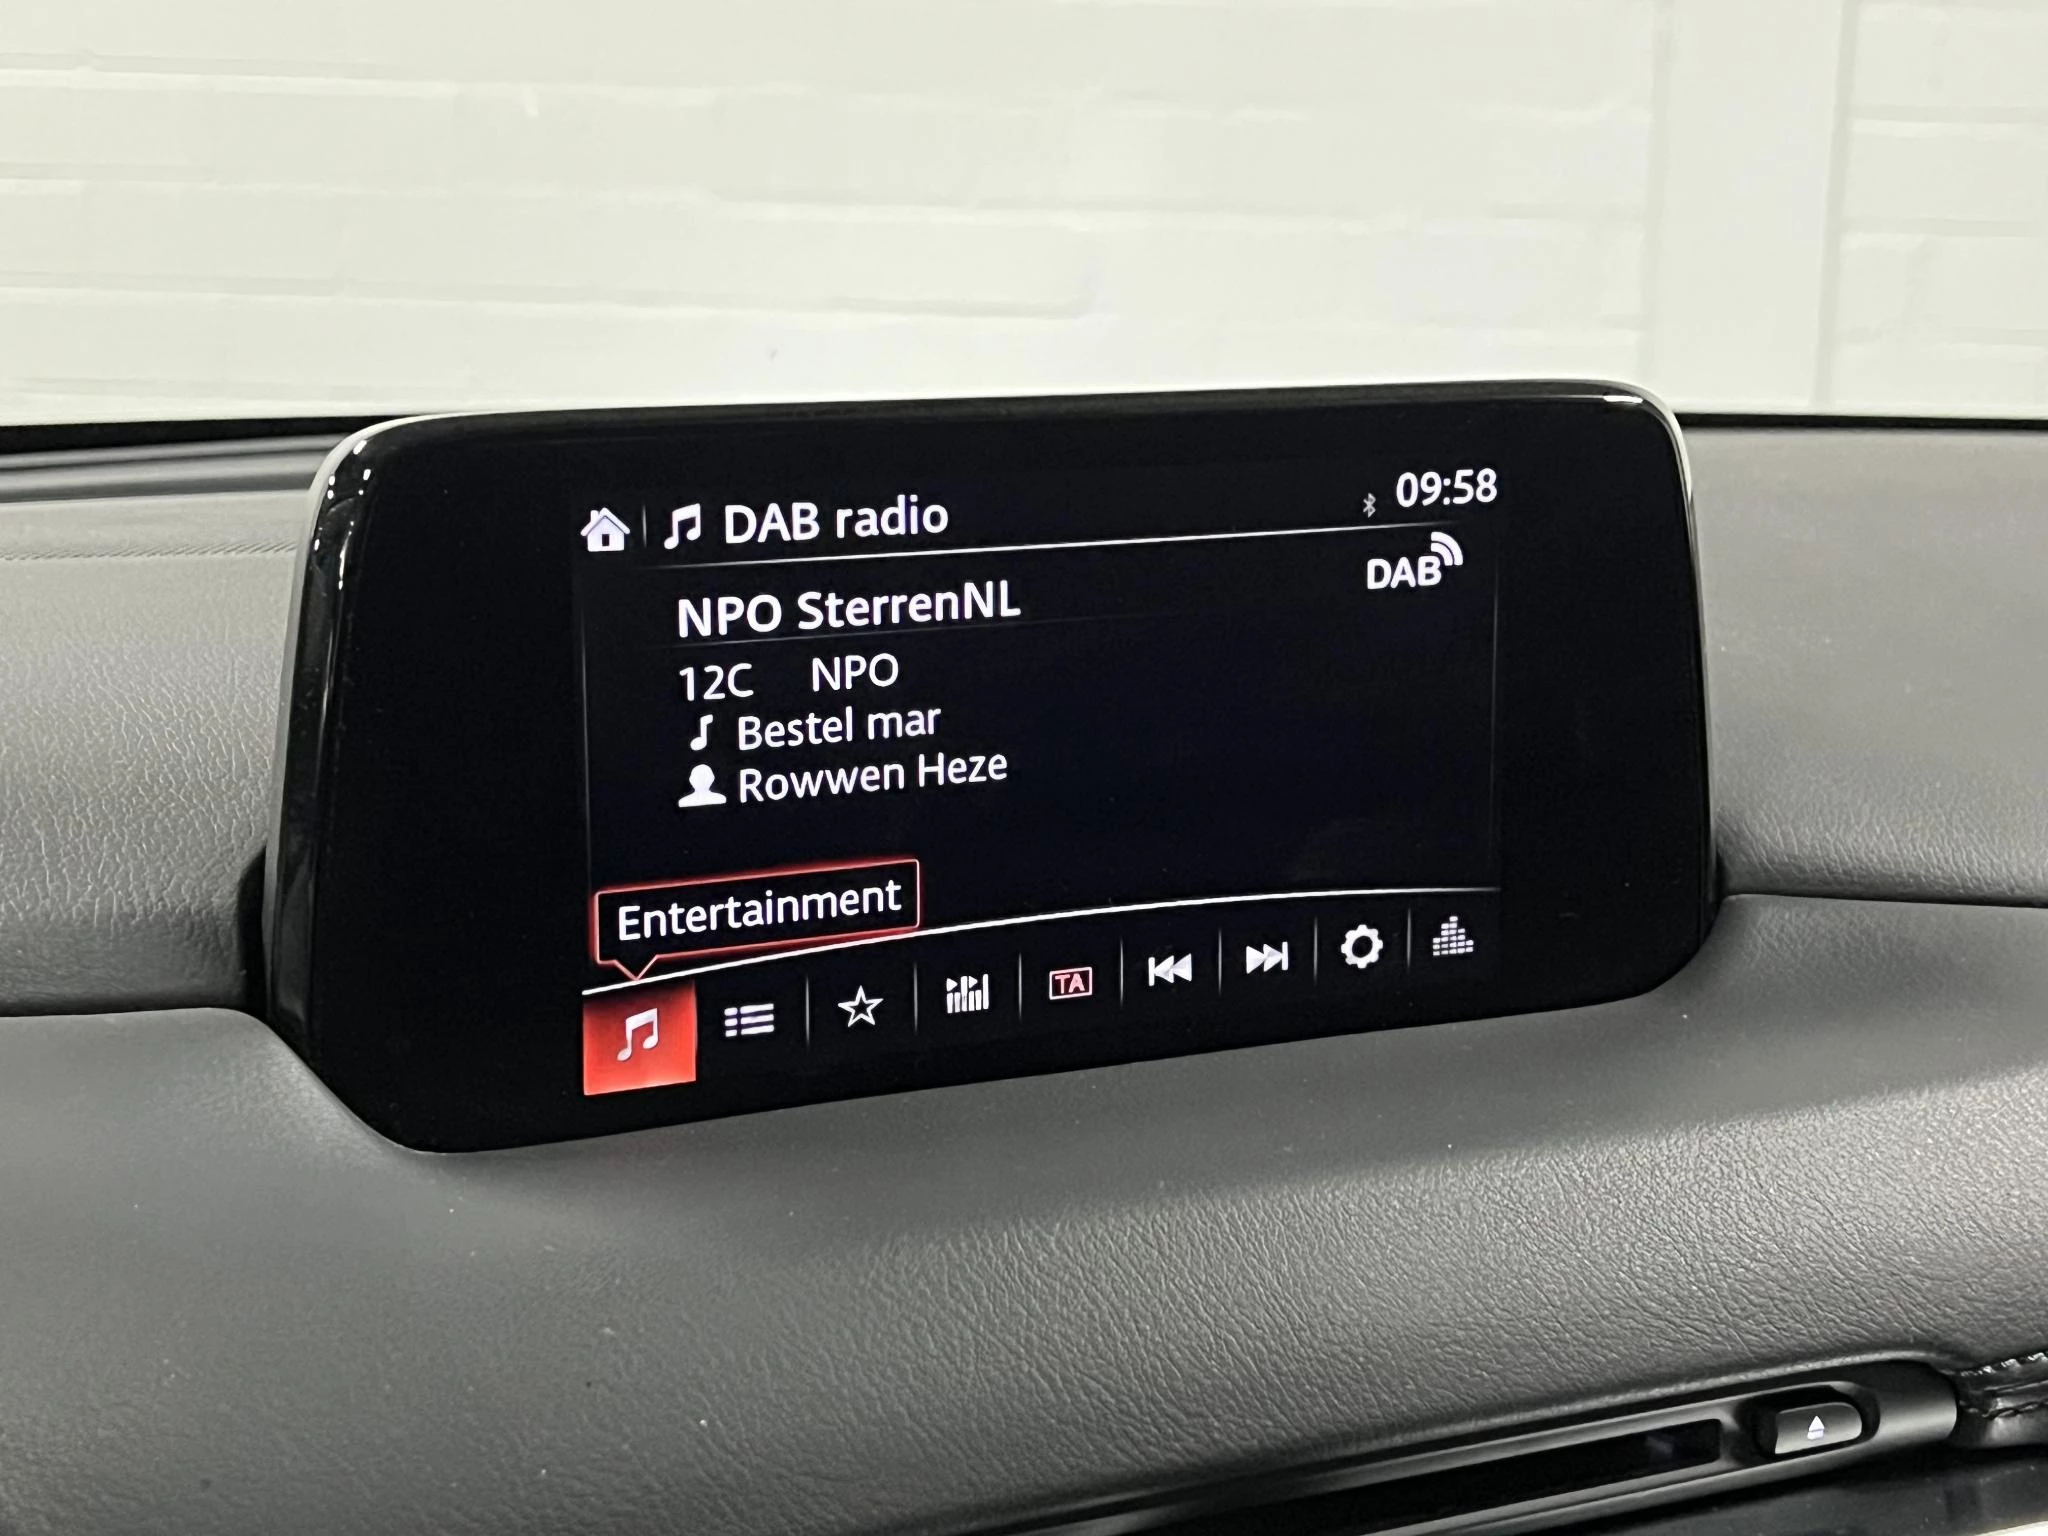 DAB radio
09:58
DAB
NPO SterrenNL
12C NPO
Bestel mar
Rowwen Heze
Entertainment
TA